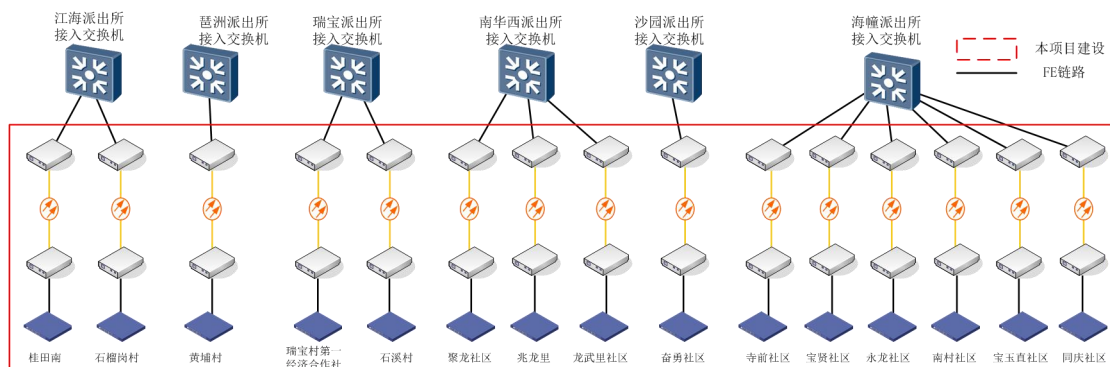 江海派出所
接入交换机
琶洲派出所
接入交换机
瑞宝派出所
接入交换机
南华西派出所
接入交换机
沙园派出所
接入交换机
海幢派出所
接入交换机
本项目建设
FE链路
桂田南
石榴岗村
黄埔村
瑞宝村第一
经济合作社
石溪村
聚龙社区
兆龙里
龙武里社区
奋勇社区
寺前社区
宝贤社区
永龙社区
南村社区
宝玉直社区
同庆社区